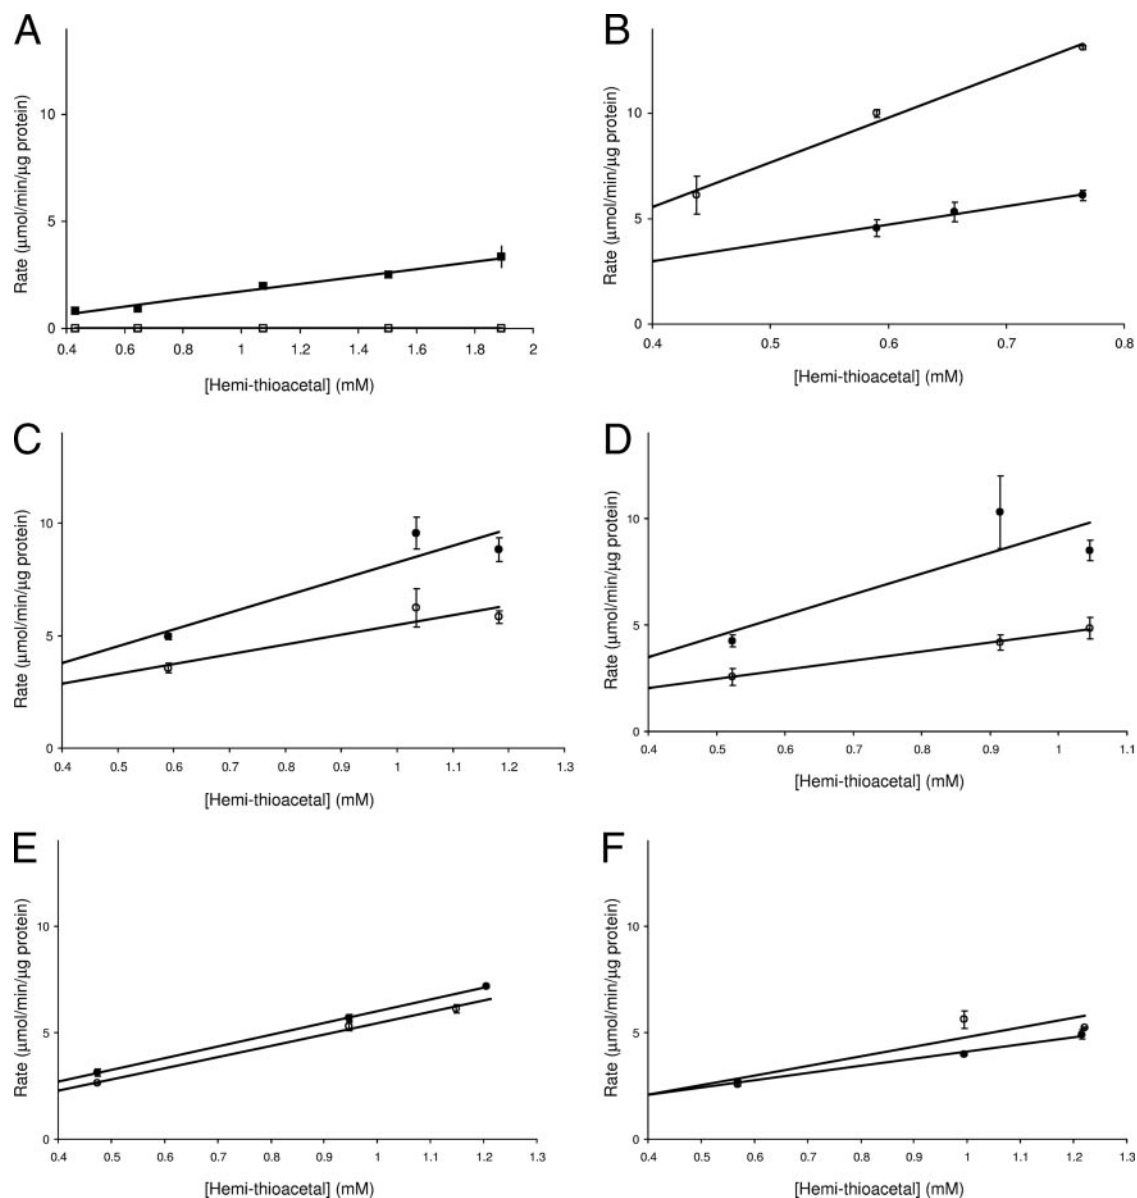 A
Rate (μmol/min/μg protein)
10
5
0
0.4 0.6 0.8 1 1.2 1.4 1.6 1.8 2
[Hemi-thioacetal] (mM)
B
Rate (μmol/min/μg protein)
10
5
0
0.4 0.5 0.6 0.7 0.8
[Hemi-thioacetal] (mM)
C
Rate (μmol/min/μg protein)
10
5
0
0.4 0.5 0.6 0.7 0.8 0.9 1 1.1 1.2 1.3
[Hemi-thioacetal] (mM)
D
Rate (μmol/min/μg protein)
10
5
0
0.4 0.5 0.6 0.7 0.8 0.9 1 1.1
[Hemi-thioacetal] (mM)
E
Rate (μmol/min/μg protein)
10
5
0
0.4 0.5 0.6 0.7 0.8 0.9 1 1.1 1.2 1.3
[Hemi-thioacetal] (mM)
F
Rate (μmol/min/μg protein)
10
5
0
0.4 0.5 0.6 0.7 0.8 0.9 1 1.1 1.2 1.3
[Hemi-thioacetal] (mM)